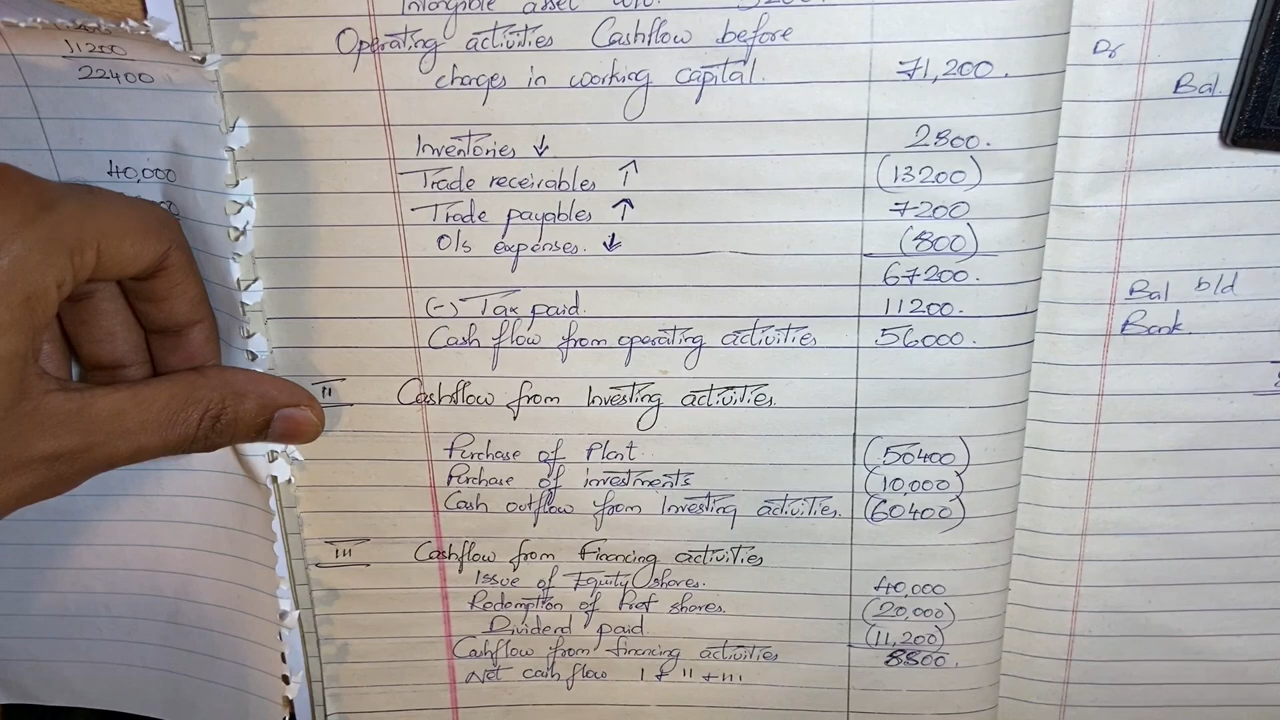 11200
22400
40,000
Intangible asset
Operating activities Cashflow before
charges in working capital. 71,200.
Inventories ↓ 2800.
Trade receivables ↑ (13200)
Trade payables ↑ 7200
O/s expenses. ↓ (800)
67200.
(-) Tax paid. 11200.
Cash flow from operating activities 56000.
II Cashflow from Investing activities.
Purchase of Plant. (50400)
Purchase of investments (10,000)
Cash outflow from Investing activities. (60400)
III Cashflow from Financing activities
Issue of Equity shares. 40,000
Redemption of Pref shares. (20,000)
Dividend paid (11,200)
Cashflow from financing activities 8800.
Net cash flow I + II + III
Dr
Bal.
Bal b/d
Bank.